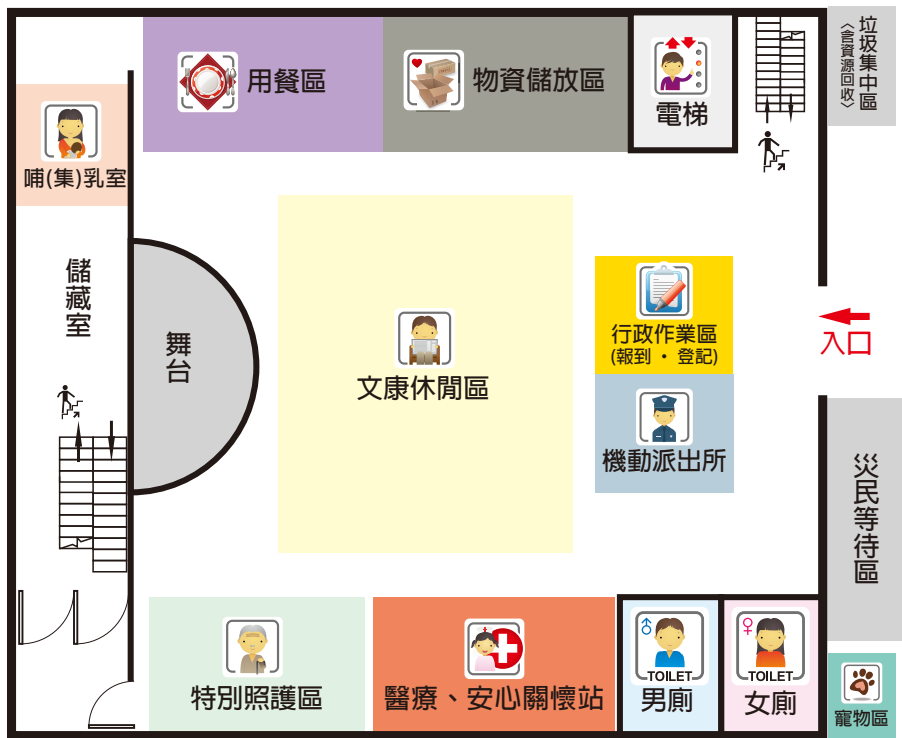 用餐區
物資儲放區
電梯
垃圾集中區
〈含資源回收〉
哺(集)乳室
儲藏室
舞台
文康休閒區
行政作業區
(報到 · 登記)
入口
機動派出所
災民等待區
特別照護區
醫療、安心關懷站
TOILET
男廁
TOILET
女廁
寵物區